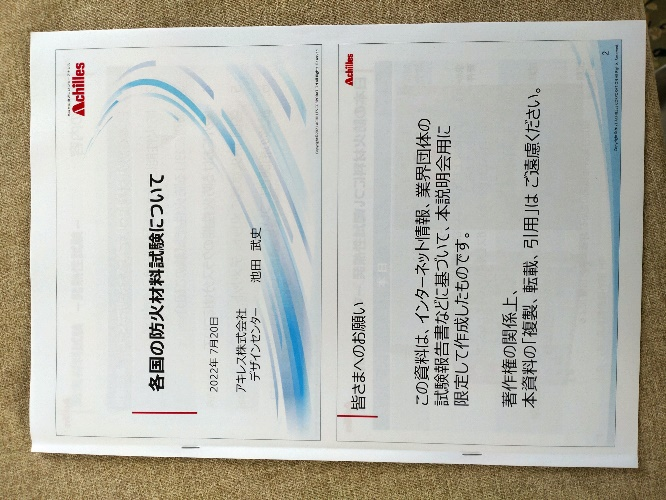 Achilles
各国の防火材料試験について
2022年 7月20日
アキレス株式会社
デザインセンター 池田 武史
Achilles
皆さまへのお願い
この資料は、インターネット情報、業界団体の
試験報告書などに基づいて、本説明会用に
限定して作成したものです。
著作権の関係上、
本資料の「複製、転載、引用」は ご遠慮ください。
2